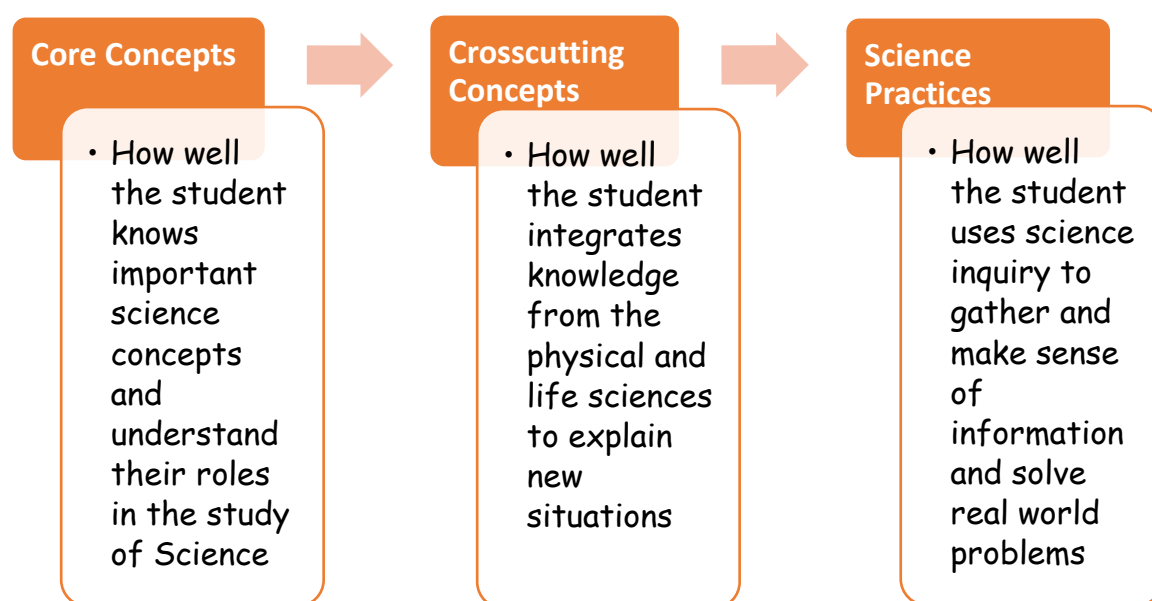 Core Concepts
• How well
the student
knows
important
science
concepts
and
understand
their roles
in the study
of Science
Crosscutting
Concepts
• How well
the student
integrates
knowledge
from the
physical and
life sciences
to explain
new
situations
Science
Practices
• How well
the student
uses science
inquiry to
gather and
make sense
of
information
and solve
real world
problems